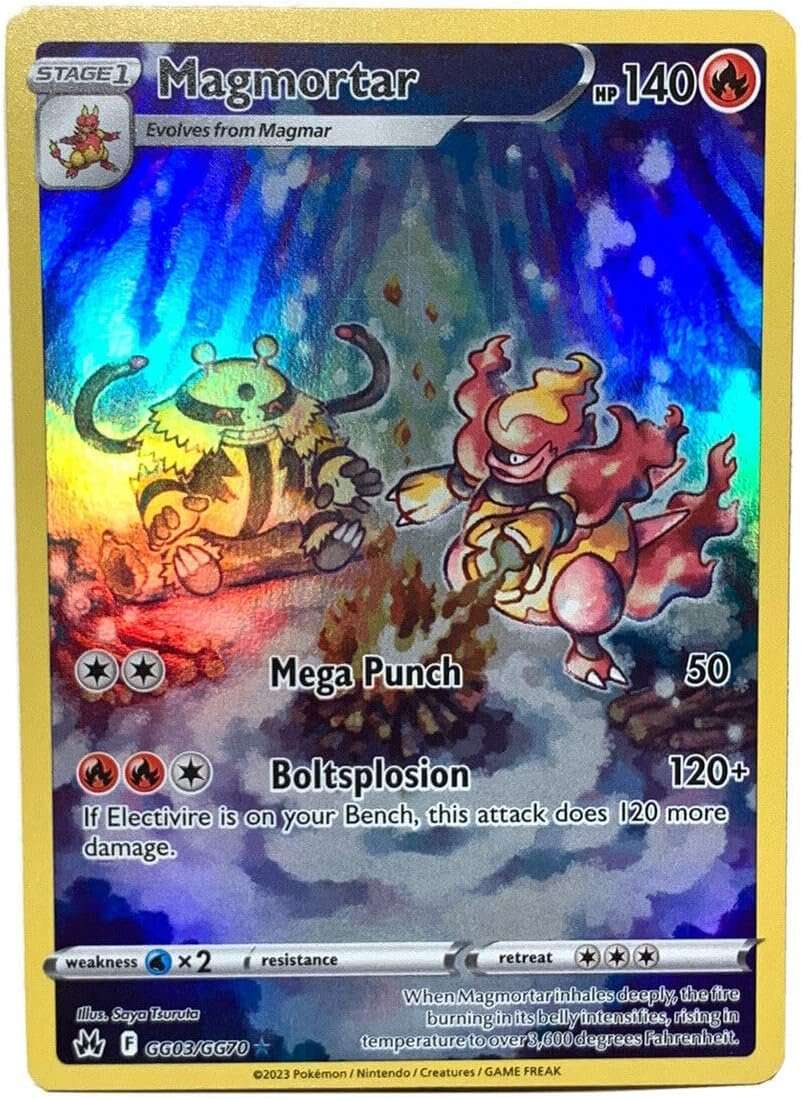 STAGE1
Magmortar
HP 140
Evolves from Magmar
Mega Punch 50
Boltsplosion 120+
If Electivire is on your Bench, this attack does 120 more
damage.
weakness ×2 resistance retreat
Illus. Saya Tsuruta
When Magmortar inhales deeply, the fire
burning in its belly intensifies, rising in
temperature to over 3,600 degrees Fahrenheit.
F GG03/GG70
©2023 Pokémon / Nintendo / Creatures / GAME FREAK